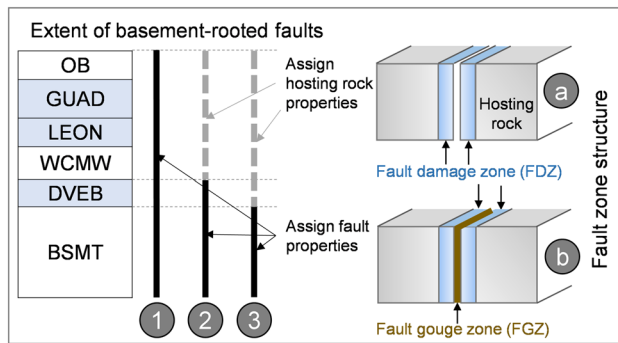 Extent of basement-rooted faults
OB
GUAD
LEON
WCMW
DVEB
BSMT
Assign
hosting rock
properties
Assign fault
properties
1
2
3
Hosting
rock
a
Fault damage zone (FDZ)
b
Fault gouge zone (FGZ)
Fault zone structure